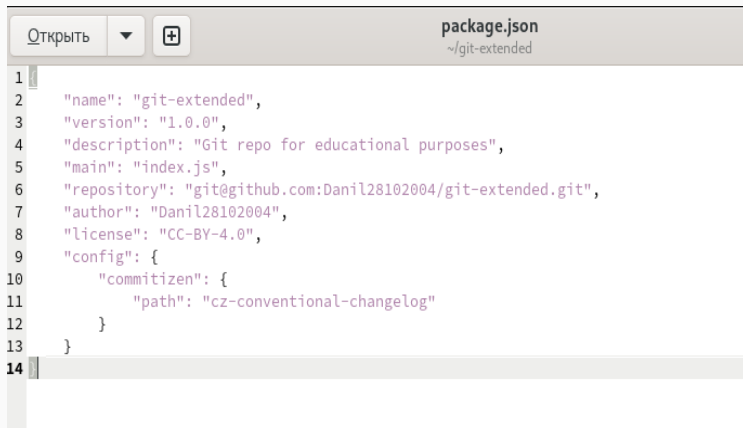 Открыть package.json
~/git-extended
1 {
2 "name": "git-extended",
3 "version": "1.0.0",
4 "description": "Git repo for educational purposes",
5 "main": "index.js",
6 "repository": "git@github.com:Danil28102004/git-extended.git",
7 "author": "Danil28102004",
8 "license": "CC-BY-4.0",
9 "config": {
10 "commitizen": {
11 "path": "cz-conventional-changelog"
12 }
13 }
14 }